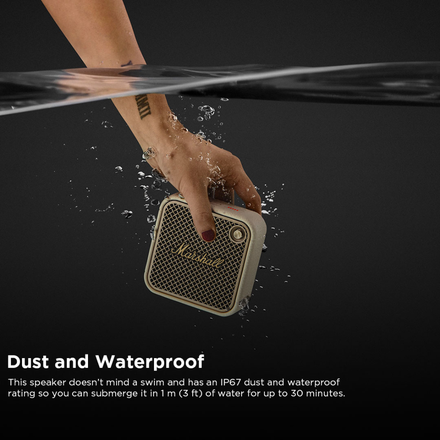 Marshall
Dust and Waterproof
This speaker doesn't mind a swim and has an IP67 dust and waterproof
rating so you can submerge it in 1 m (3 ft) of water for up to 30 minutes.